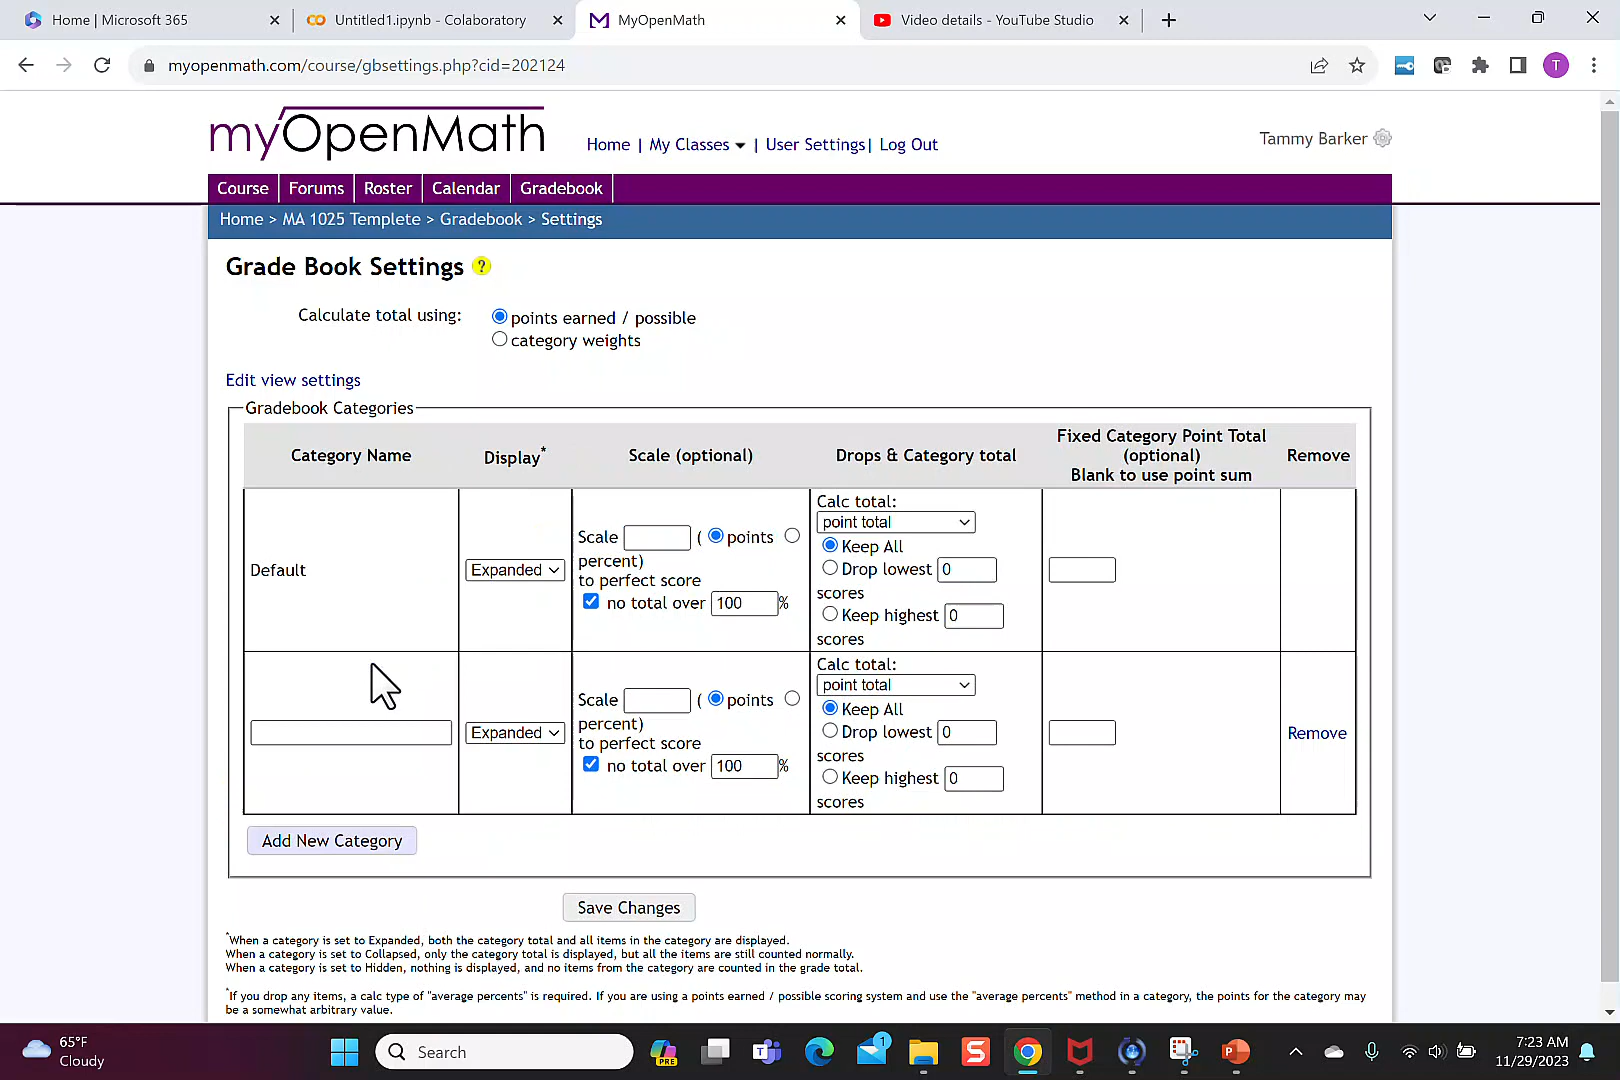 Home | Microsoft 365
Untitled1.ipynb - Colaboratory
MyOpenMath
Video details - YouTube Studio
myopenmath.com/course/gbsettings.php?cid=202124
T
myOpenMath
Home | My Classes | User Settings | Log Out
Tammy Barker
Course Forums Roster Calendar Gradebook
Home > MA 1025 Templete > Gradebook > Settings
Grade Book Settings ?
Calculate total using:
points earned / possible
category weights
Edit view settings
Gradebook Categories
Category Name
Display*
Scale (optional)
Drops & Category total
Fixed Category Point Total
(optional)
Blank to use point sum
Remove
Default
Expanded
Scale ( points
percent)
to perfect score
no total over 100 %
Calc total:
point total
Keep All
Drop lowest 0
scores
Keep highest 0
scores
Expanded
Scale ( points
percent)
to perfect score
no total over 100 %
Calc total:
point total
Keep All
Drop lowest 0
scores
Keep highest 0
scores
Remove
Add New Category
Save Changes
*When a category is set to Expanded, both the category total and all items in the category are displayed.
When a category is set to Collapsed, only the category total is displayed, but all the items are still counted normally.
When a category is set to Hidden, nothing is displayed, and no items from the category are counted in the grade total.
*If you drop any items, a calc type of "average percents" is required. If you are using a points earned / possible scoring system and use the "average percents" method in a category, the points for the category may
be a somewhat arbitrary value.
65°F
Cloudy
Search
PRE
1
7:23 AM
11/29/2023